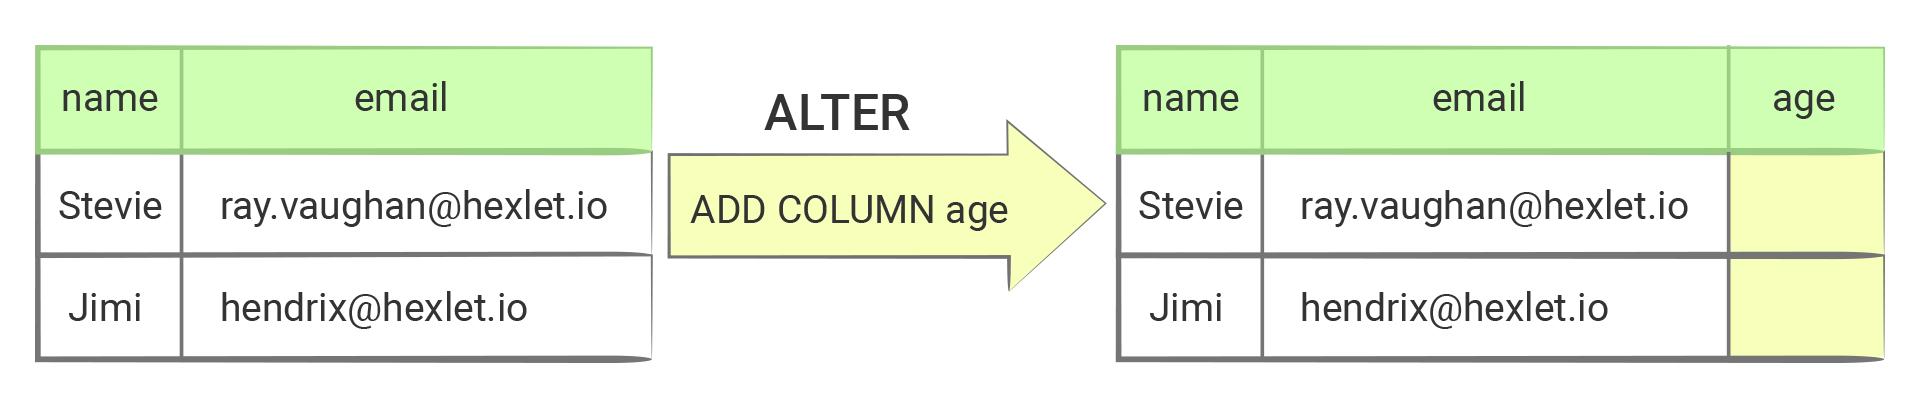 name email
Stevie ray.vaughan@hexlet.io
Jimi hendrix@hexlet.io
ALTER
ADD COLUMN age
name email age
Stevie ray.vaughan@hexlet.io
Jimi hendrix@hexlet.io